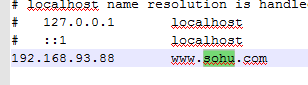 # localhost name resolution is handle
#    127.0.0.1       localhost
#    ::1             localhost
192.168.93.88        www.sohu.com